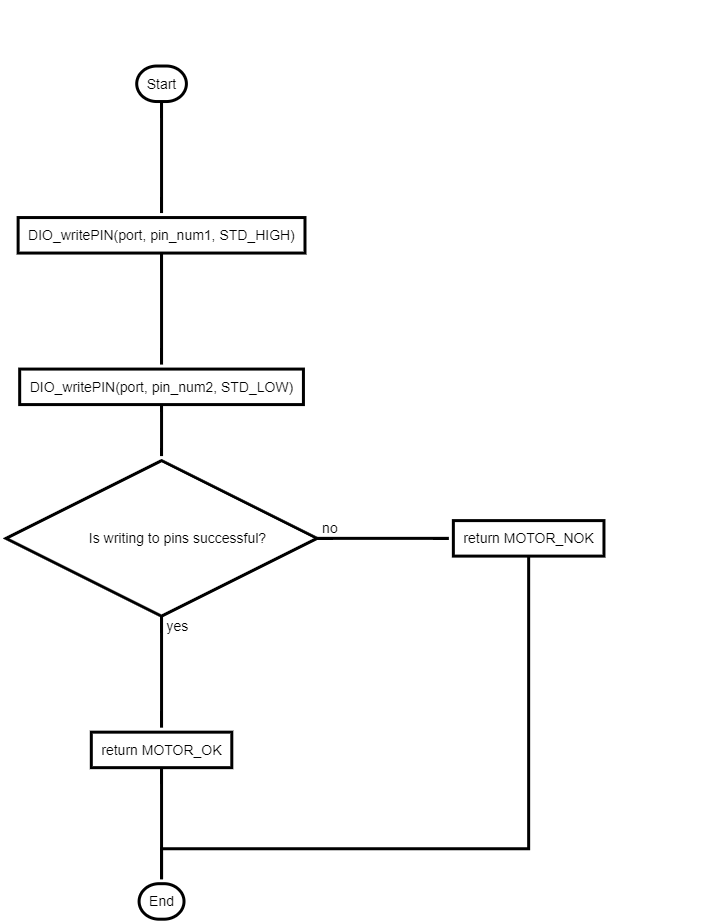 Start
DIO_writePIN(port, pin_num1, STD_HIGH)
DIO_writePIN(port, pin_num2, STD_LOW)
Is writing to pins successful?
no
return MOTOR_NOK
yes
return MOTOR_OK
End